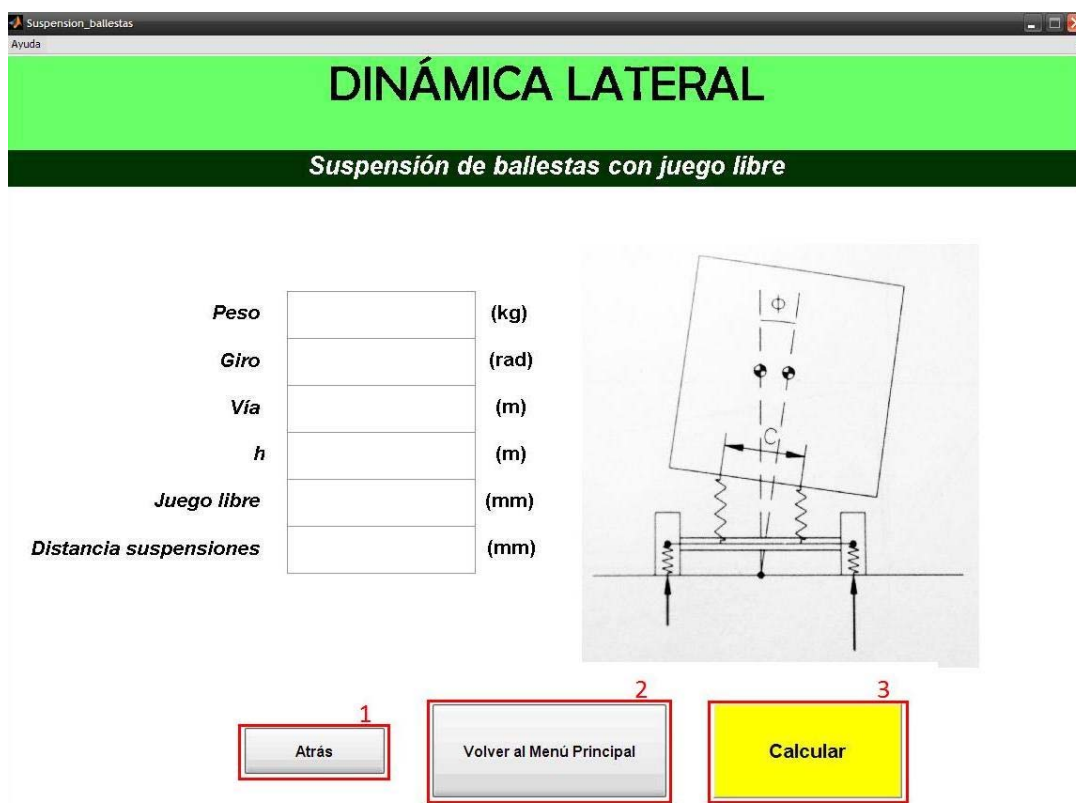 Suspension_ballestas
Ayuda
DINÁMICA LATERAL
Suspensión de ballestas con juego libre
Peso (kg)
Giro (rad)
Vía (m)
h (m)
Juego libre (mm)
Distancia suspensiones (mm)
ϕ
C
1
2
3
Atrás
Volver al Menú Principal
Calcular